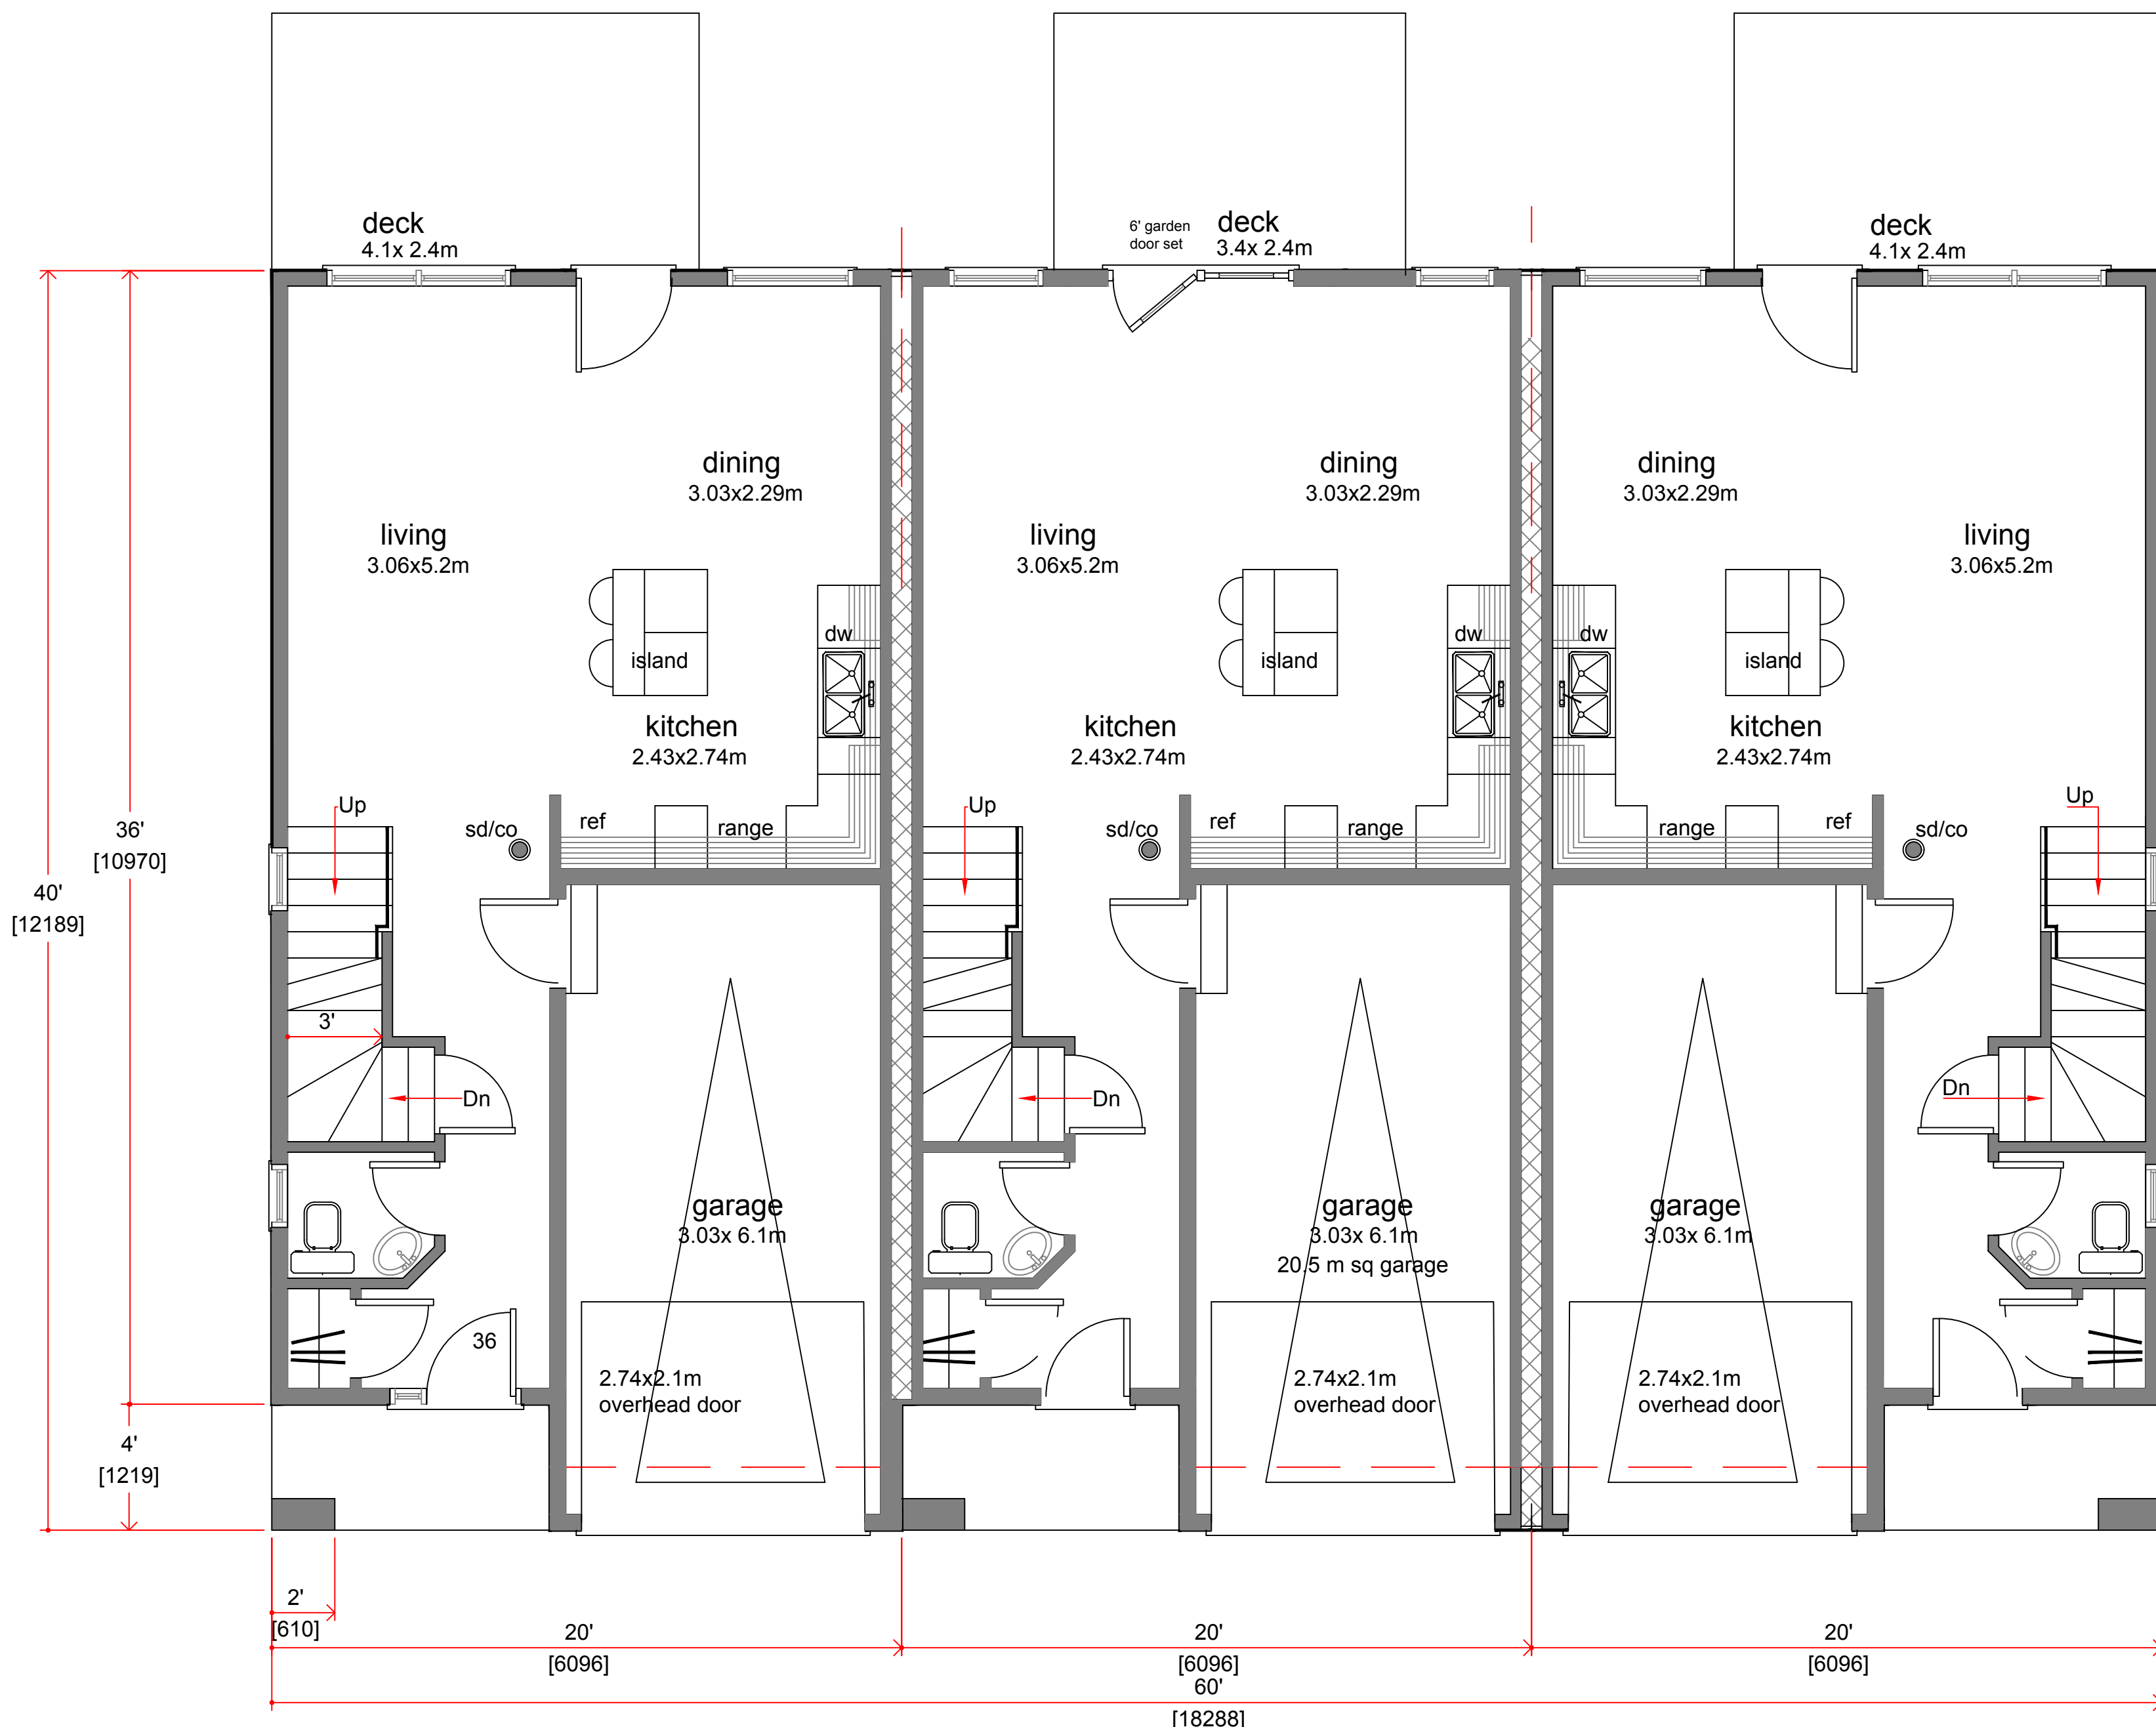 deck
4.1x 2.4m
6' garden
door set
deck
3.4x 2.4m
deck
4.1x 2.4m
dining
3.03x2.29m
dining
3.03x2.29m
dining
3.03x2.29m
living
3.06x5.2m
living
3.06x5.2m
living
3.06x5.2m
dw
island
dw
island
dw
island
kitchen
2.43x2.74m
kitchen
2.43x2.74m
kitchen
2.43x2.74m
Up
sd/co
ref
range
Up
sd/co
ref
range
range
ref
sd/co
Up
36'
[10970]
40'
[12189]
3'
Dn
Dn
Dn
garage
3.03x 6.1m
garage
3.03x 6.1m
20.5 m sq garage
garage
3.03x 6.1m
36
2.74x2.1m
overhead door
2.74x2.1m
overhead door
2.74x2.1m
overhead door
4'
[1219]
2'
[610]
20'
[6096]
20'
[6096]
20'
[6096]
60'
[18288]